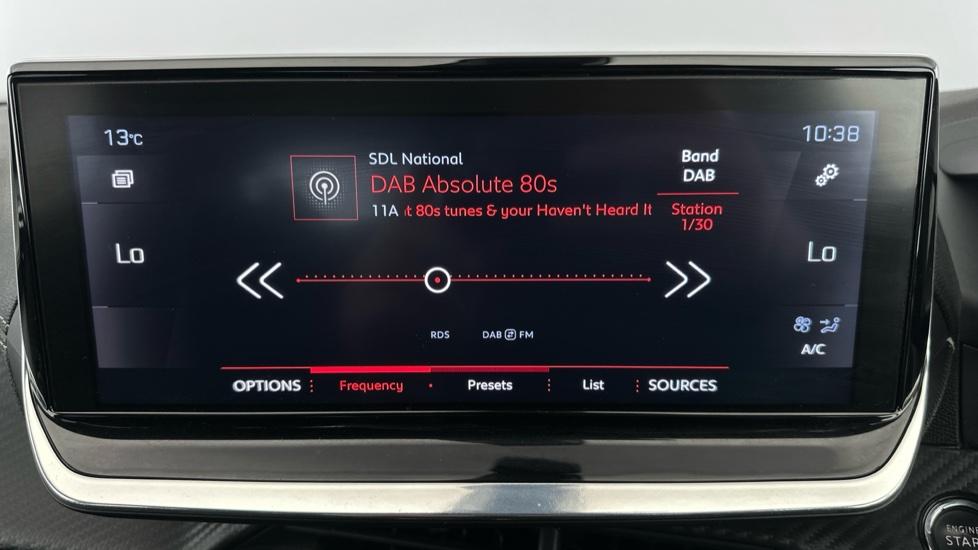 13°C
10:38
SDL National
DAB Absolute 80s
11A t 80s tunes & your Haven't Heard It
Band
DAB
Station
1/30
Lo
Lo
RDS DAB FM
A/C
OPTIONS Frequency Presets List SOURCES
ENGINE